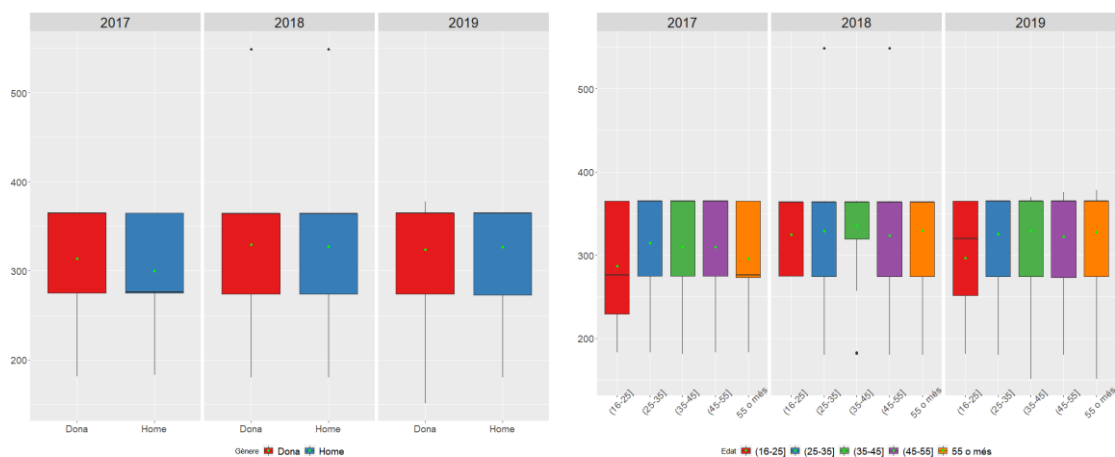 2017 2018 2019
500
400
300
200
Dona Home Dona Home Dona Home
Gènere Dona Home
2017 2018 2019
500
400
300
200
(16-25] (25-35] (35-45] (45-55] 55 o més (16-25] (25-35] (35-45] (45-55] 55 o més (16-25] (25-35] (35-45] (45-55] 55 o més
Edat (16-25] (25-35] (35-45] (45-55] 55 o més